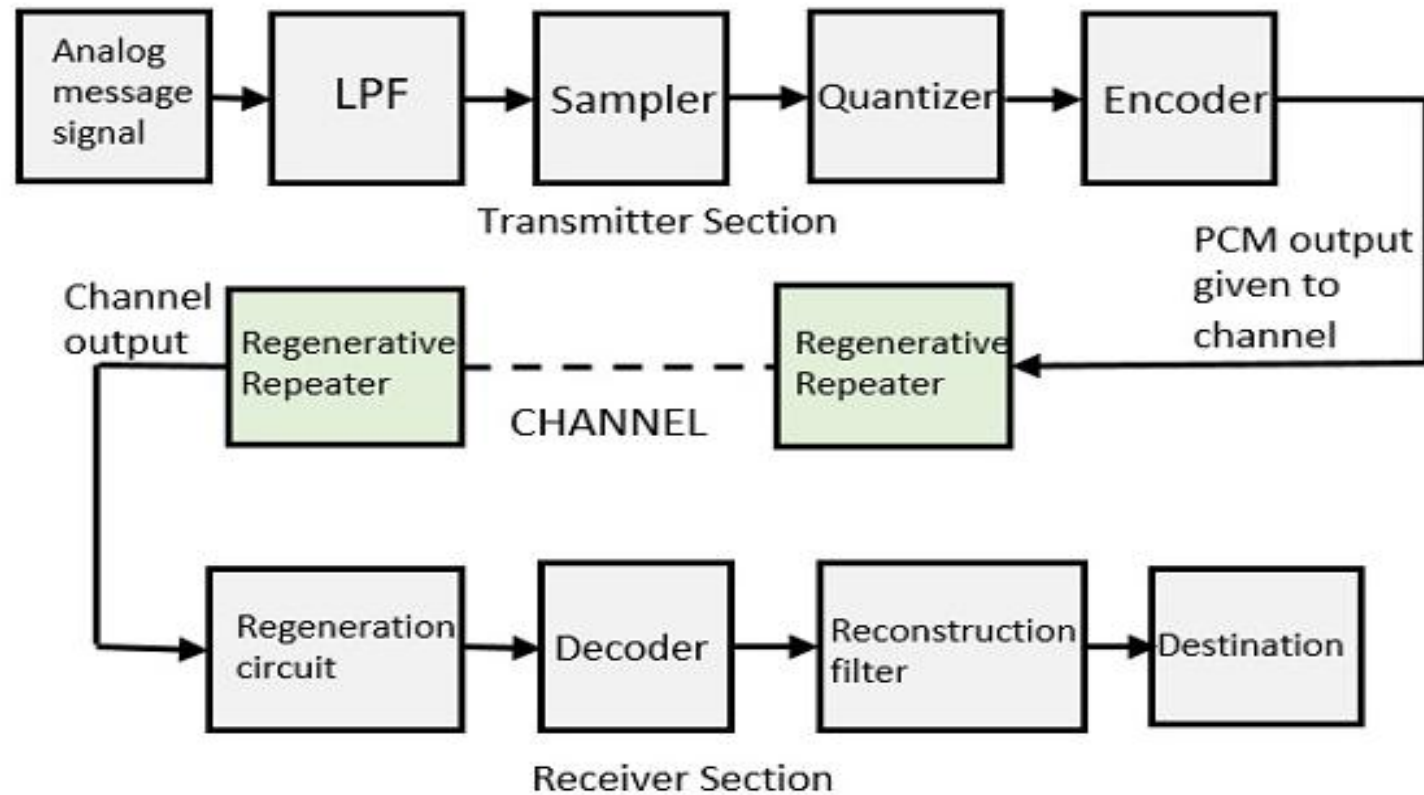 Analog
message
signal
LPF
Sampler
Quantizer
Encoder
Transmitter Section
PCM output
given to
channel
Channel
output
Regenerative
Repeater
CHANNEL
Regenerative
Repeater
Regeneration
circuit
Decoder
Reconstruction
filter
Destination
Receiver Section